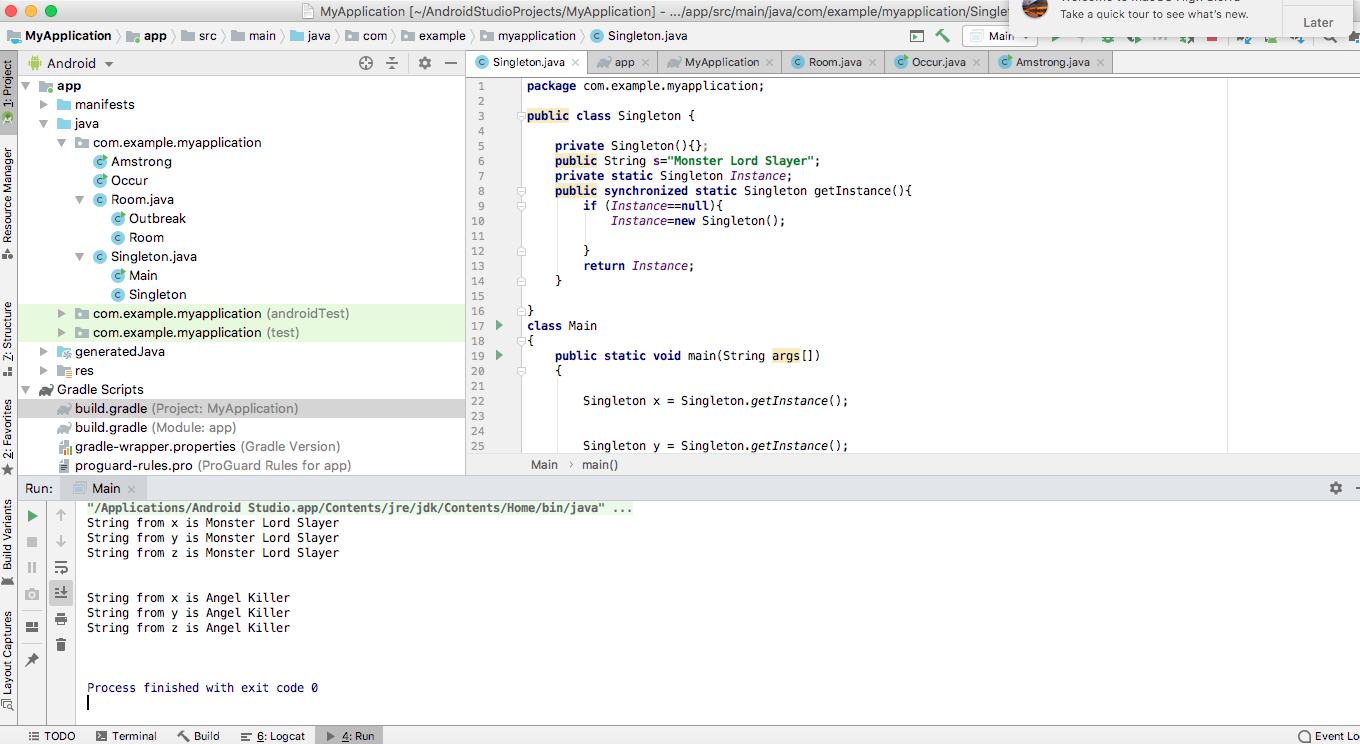 MyApplication [~/AndroidStudioProjects/MyApplication] - .../app/src/main/java/com/example/myapplication/Singleto
Take a quick tour to see what's new.
Later
MyApplication app src main java com example myapplication Singleton.java
Main
Android
Singleton.java app MyApplication Room.java Occur.java Amstrong.java
1: Project
Resource Manager
7: Structure
2: Favorites
Build Variants
Layout Captures
app
manifests
java
com.example.myapplication
Amstrong
Occur
Room.java
Outbreak
Room
Singleton.java
Main
Singleton
com.example.myapplication (androidTest)
com.example.myapplication (test)
generatedJava
res
Gradle Scripts
build.gradle (Project: MyApplication)
build.gradle (Module: app)
gradle-wrapper.properties (Gradle Version)
proguard-rules.pro (ProGuard Rules for app)
1 package com.example.myapplication;
2
3 public class Singleton {
4
5 private Singleton(){};
6 public String s="Monster Lord Slayer";
7 private static Singleton Instance;
8 public synchronized static Singleton getInstance(){
9 if (Instance==null){
10 Instance=new Singleton();
11
12 }
13 return Instance;
14 }
15
16 }
17 class Main
18 {
19 public static void main(String args[])
20 {
21
22 Singleton x = Singleton.getInstance();
23
24
25 Singleton y = Singleton.getInstance();
Main main()
Run: Main
"/Applications/Android Studio.app/Contents/jre/jdk/Contents/Home/bin/java" ...
String from x is Monster Lord Slayer
String from y is Monster Lord Slayer
String from z is Monster Lord Slayer
String from x is Angel Killer
String from y is Angel Killer
String from z is Angel Killer
Process finished with exit code 0
TODO Terminal Build 6: Logcat 4: Run Event Lo